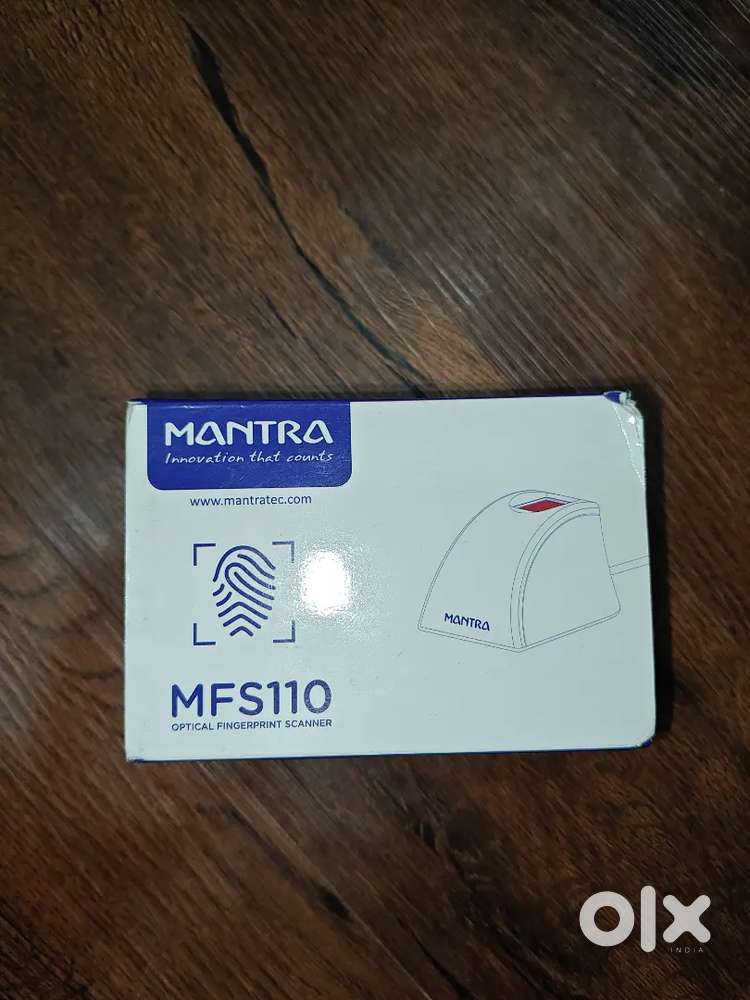 MANTRA
Innovation that counts
www.mantratec.com
MANTRA
MFS110
OPTICAL FINGERPRINT SCANNER
olx
INDIA